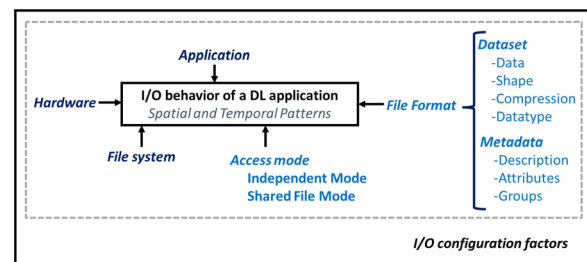 Application
I/O behavior of a DL application
Spatial and Temporal Patterns
Hardware
File system
Access mode
Independent Mode
Shared File Mode
File Format
Dataset
-Data
-Shape
-Compression
-Datatype
Metadata
-Description
-Attributes
-Groups
I/O configuration factors